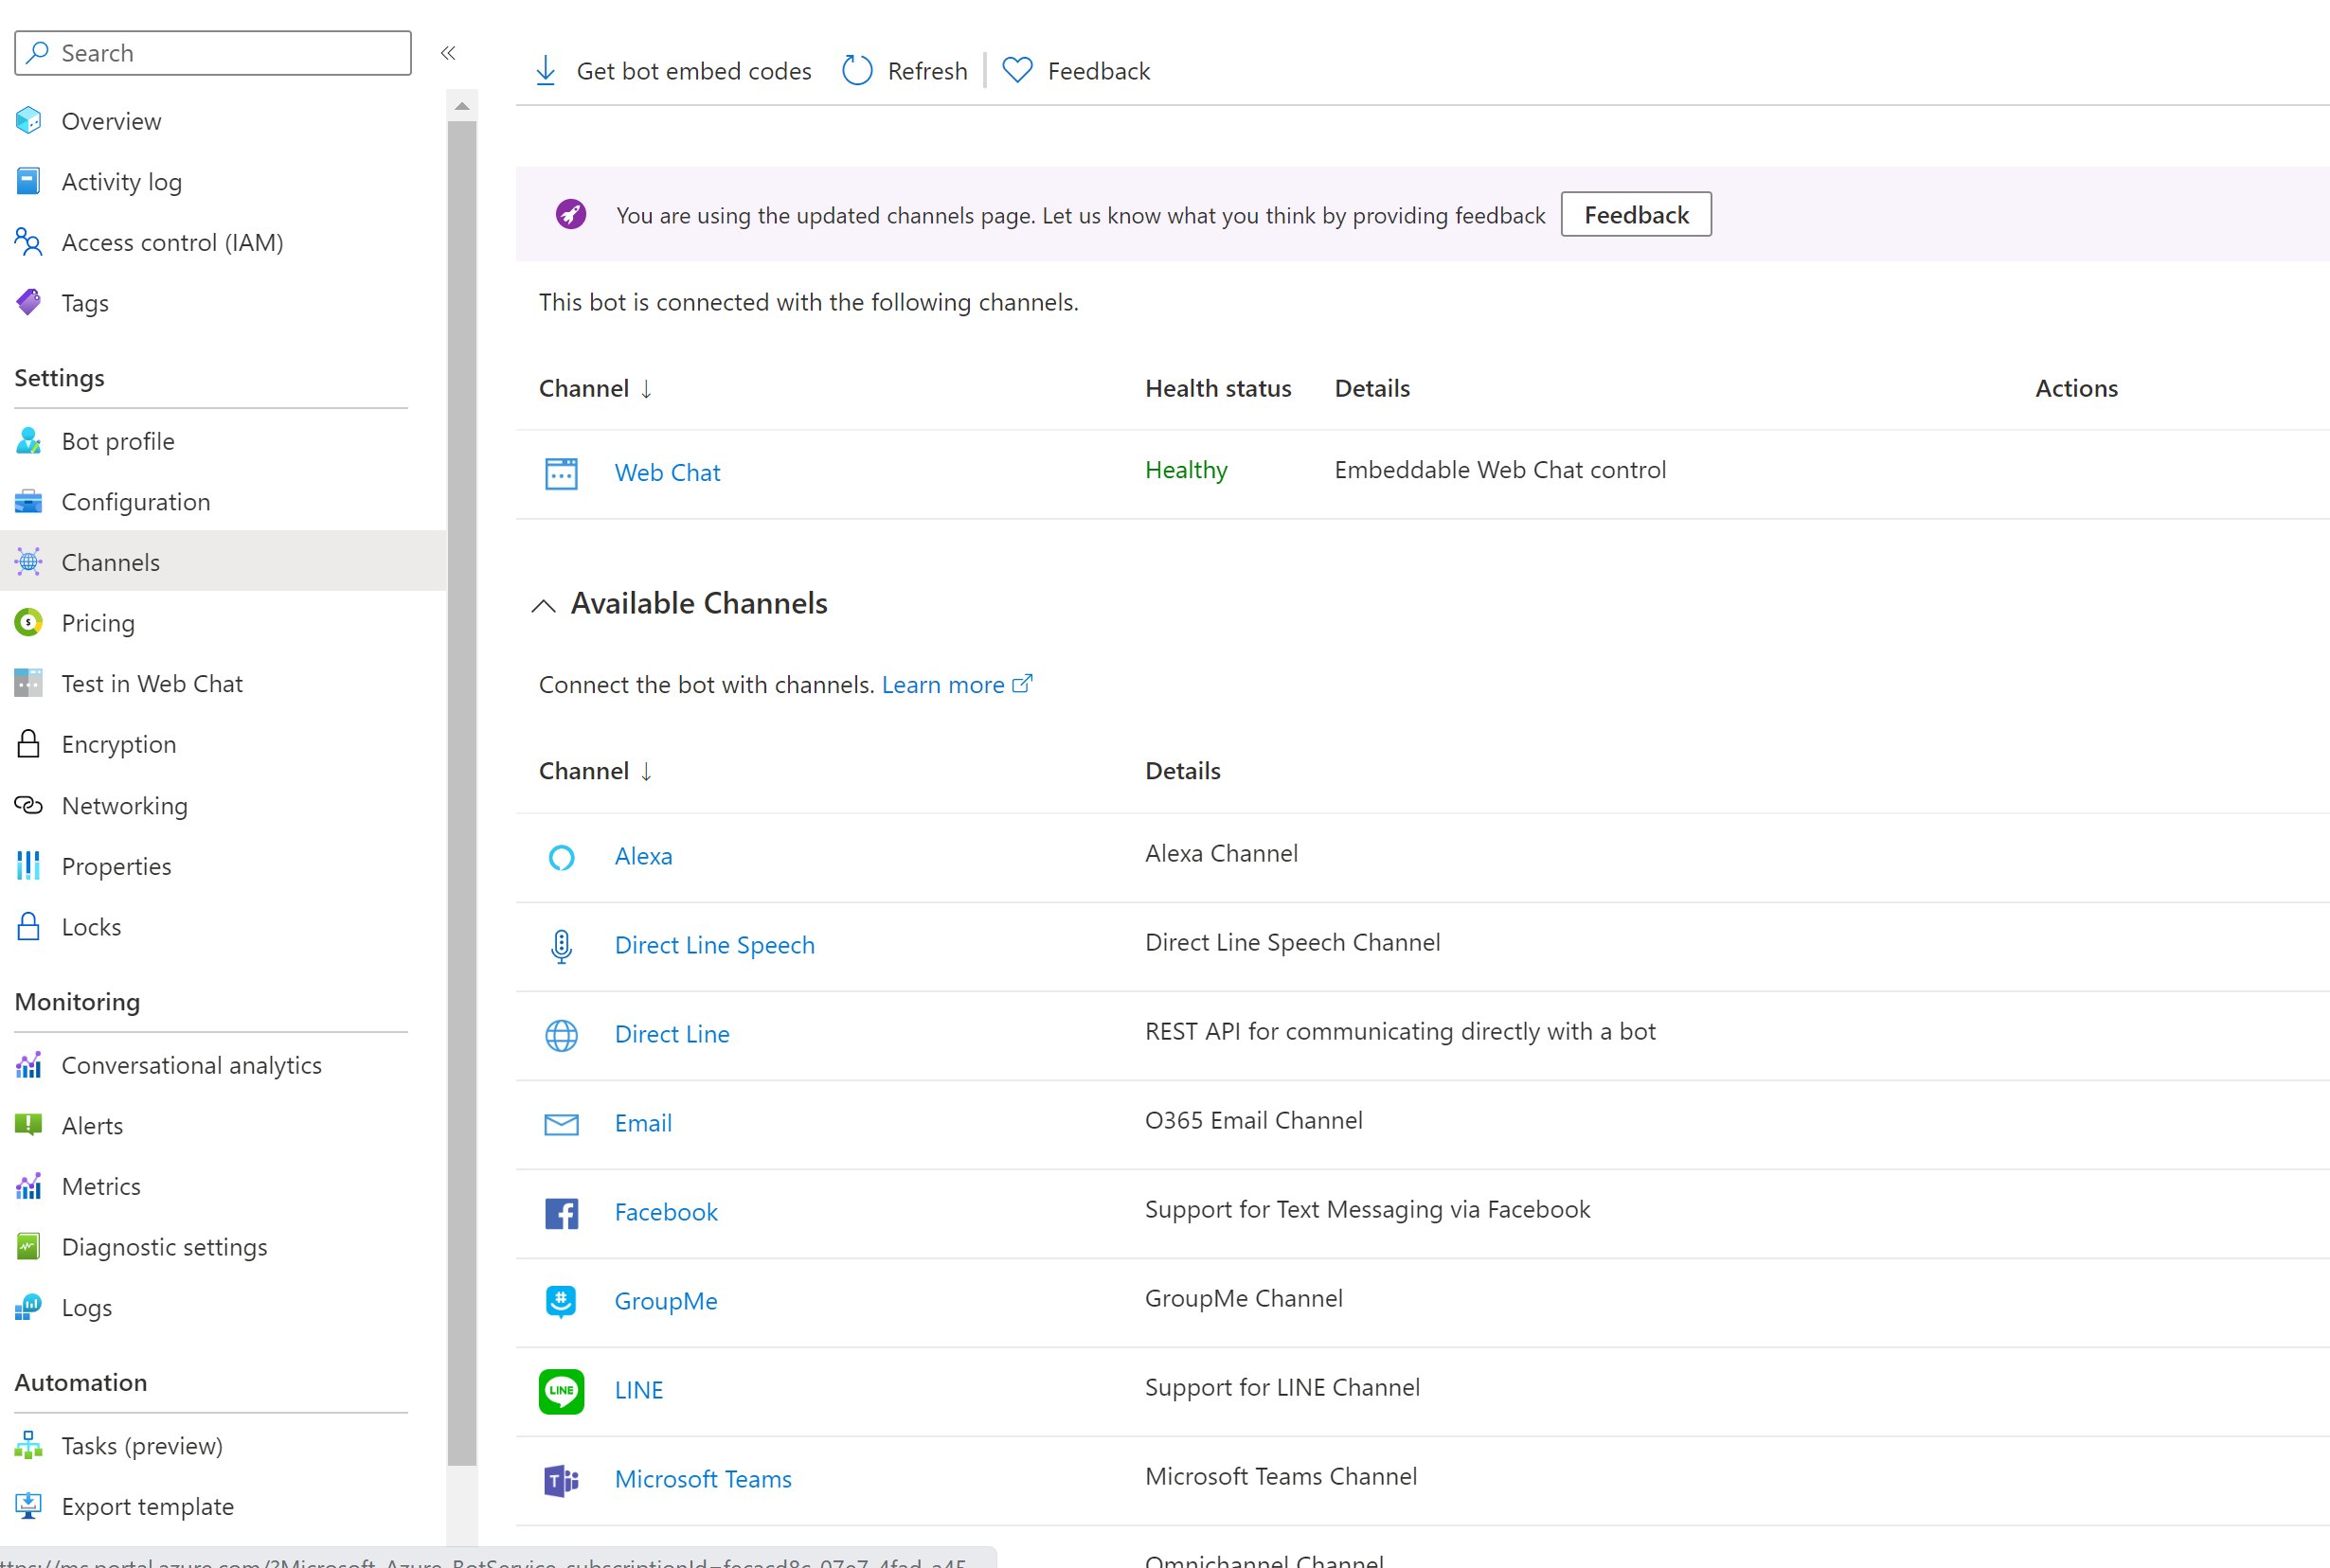 Search
Overview
Activity log
Access control (IAM)
Tags
Settings
Bot profile
Configuration
Channels
Pricing
Test in Web Chat
Encryption
Networking
Properties
Locks
Monitoring
Conversational analytics
Alerts
Metrics
Diagnostic settings
Logs
Automation
Tasks (preview)
Export template
Get bot embed codes Refresh Feedback
You are using the updated channels page. Let us know what you think by providing feedback Feedback
This bot is connected with the following channels.
Channel ↓ Health status Details Actions
Web Chat Healthy Embeddable Web Chat control
Available Channels
Connect the bot with channels. Learn more
Channel ↓ Details
Alexa Alexa Channel
Direct Line Speech Direct Line Speech Channel
Direct Line REST API for communicating directly with a bot
Email O365 Email Channel
Facebook Support for Text Messaging via Facebook
GroupMe GroupMe Channel
LINE LINE Support for LINE Channel
Microsoft Teams Microsoft Teams Channel
Omnichannel Channel